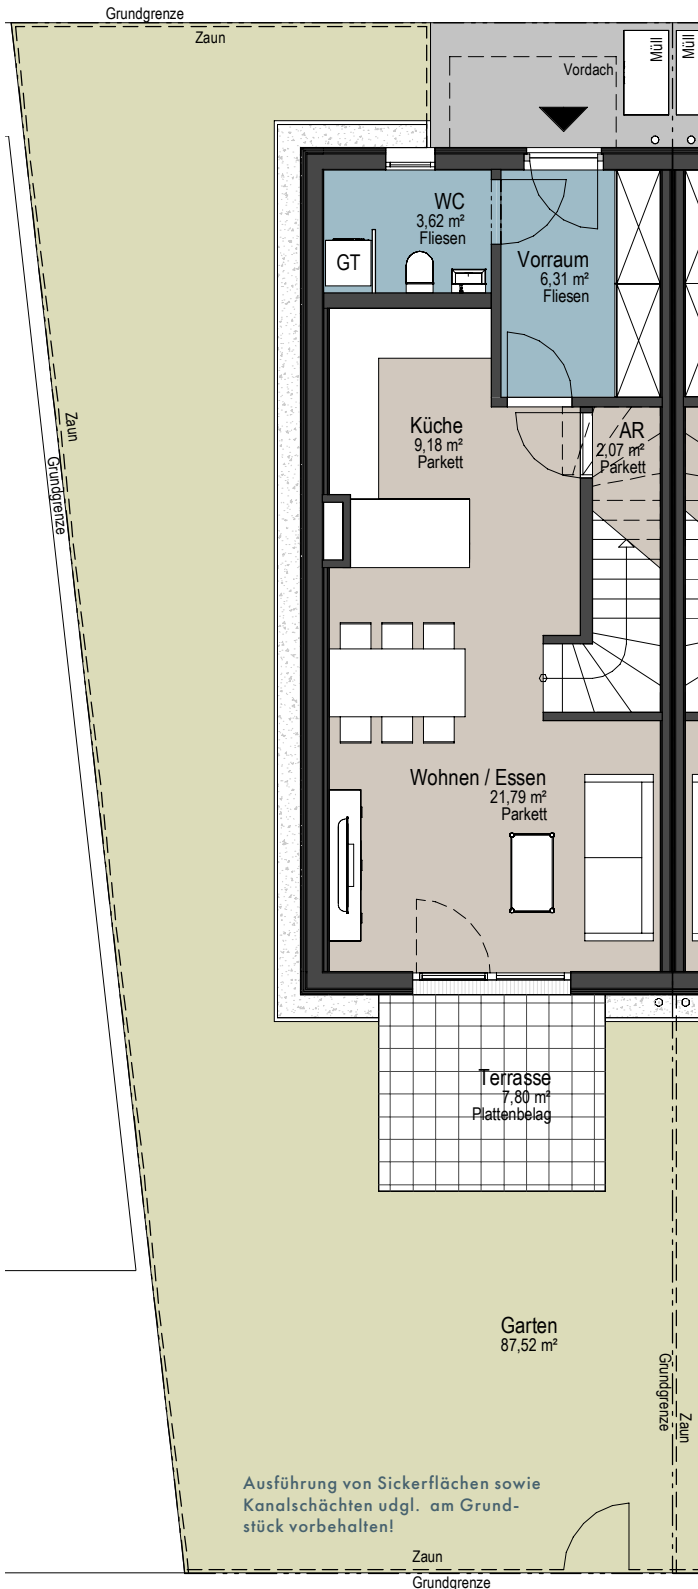 Grundgrenze
Zaun
Müll
Müll
Vordach
WC
3,62 m²
Fliesen
GT
Vorraum
6,31 m²
Fliesen
Zaun
Grundgrenze
Küche
9,18 m²
Parkett
AR
2,07 m²
Parkett
Wohnen / Essen
21,79 m²
Parkett
Terrasse
7,80 m²
Plattenbelag
Garten
87,52 m²
Grundgrenze
Zaun
Ausführung von Sickerflächen sowie
Kanalschächten udgl. am Grund-
stück vorbehalten!
Zaun
Grundgrenze